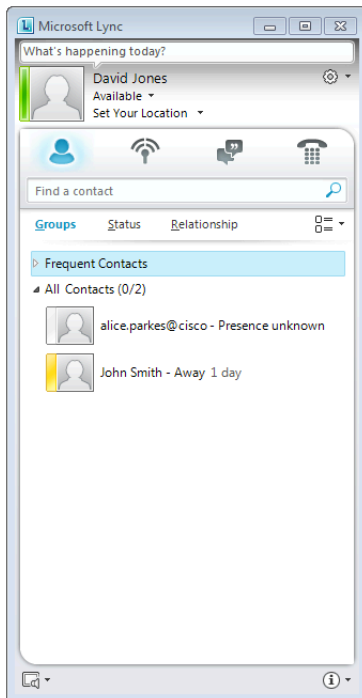 Microsoft Lync
What's happening today?
David Jones
Available
Set Your Location
Find a contact
Groups Status Relationship
Frequent Contacts
All Contacts (0/2)
alice.parkes@cisco - Presence unknown
John Smith - Away 1 day